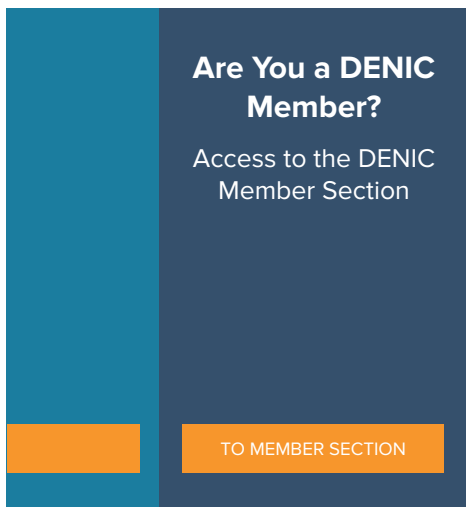 Are You a DENIC
Member?
Access to the DENIC
Member Section
TO MEMBER SECTION